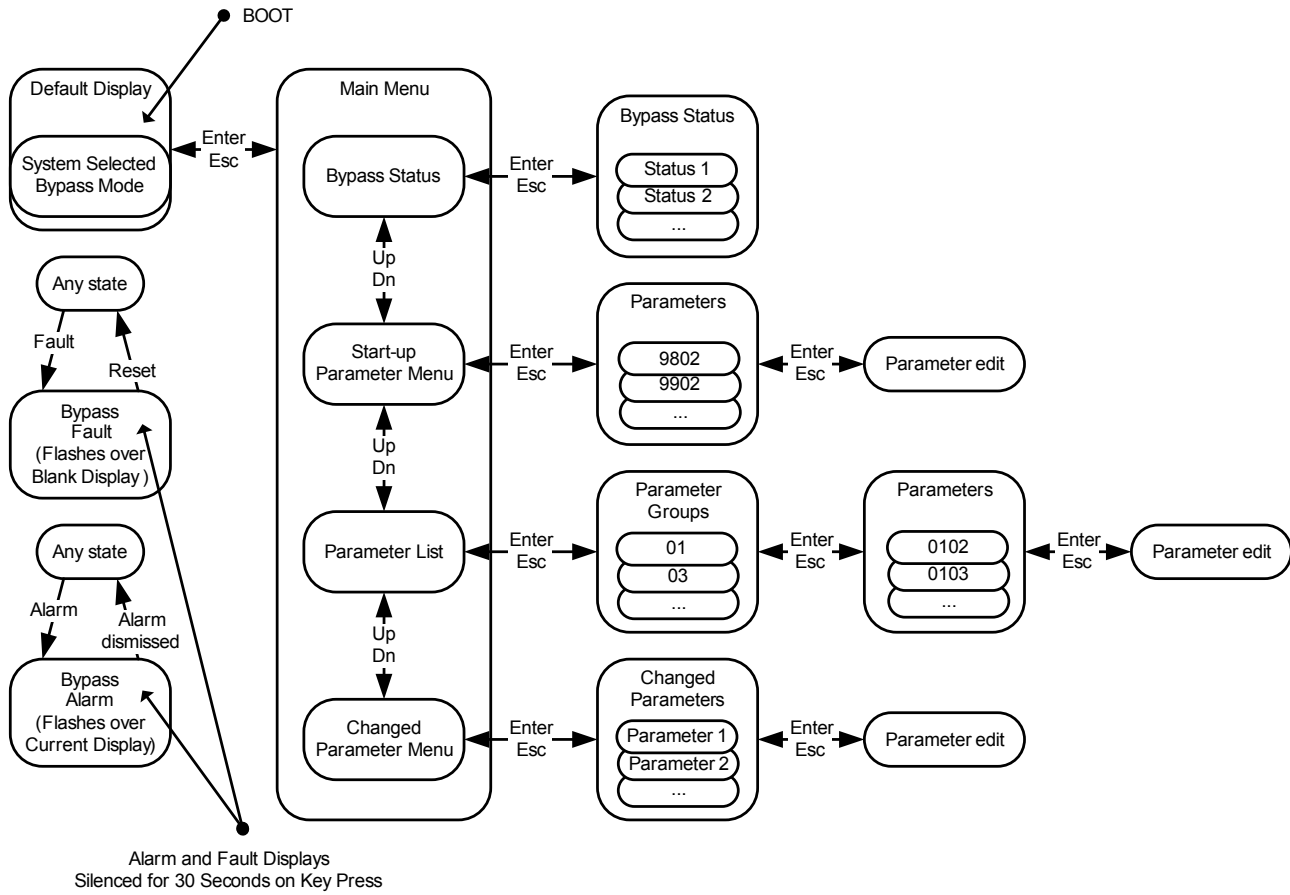 BOOT
Default Display
System Selected
Bypass Mode
Enter
Esc
Main Menu
Bypass Status
Enter
Esc
Bypass Status
Status 1
Status 2
...
Up
Dn
Start-up
Parameter Menu
Enter
Esc
Parameters
9802
9902
...
Enter
Esc
Parameter edit
Up
Dn
Parameter List
Enter
Esc
Parameter
Groups
01
03
...
Enter
Esc
Parameters
0102
0103
...
Enter
Esc
Parameter edit
Up
Dn
Changed
Parameter Menu
Enter
Esc
Changed
Parameters
Parameter 1
Parameter 2
...
Enter
Esc
Parameter edit
Any state
Fault
Reset
Bypass
Fault
(Flashes over
Blank Display )
Any state
Alarm
Alarm
dismissed
Bypass
Alarm
(Flashes over
Current Display)
Alarm and Fault Displays
Silenced for 30 Seconds on Key Press